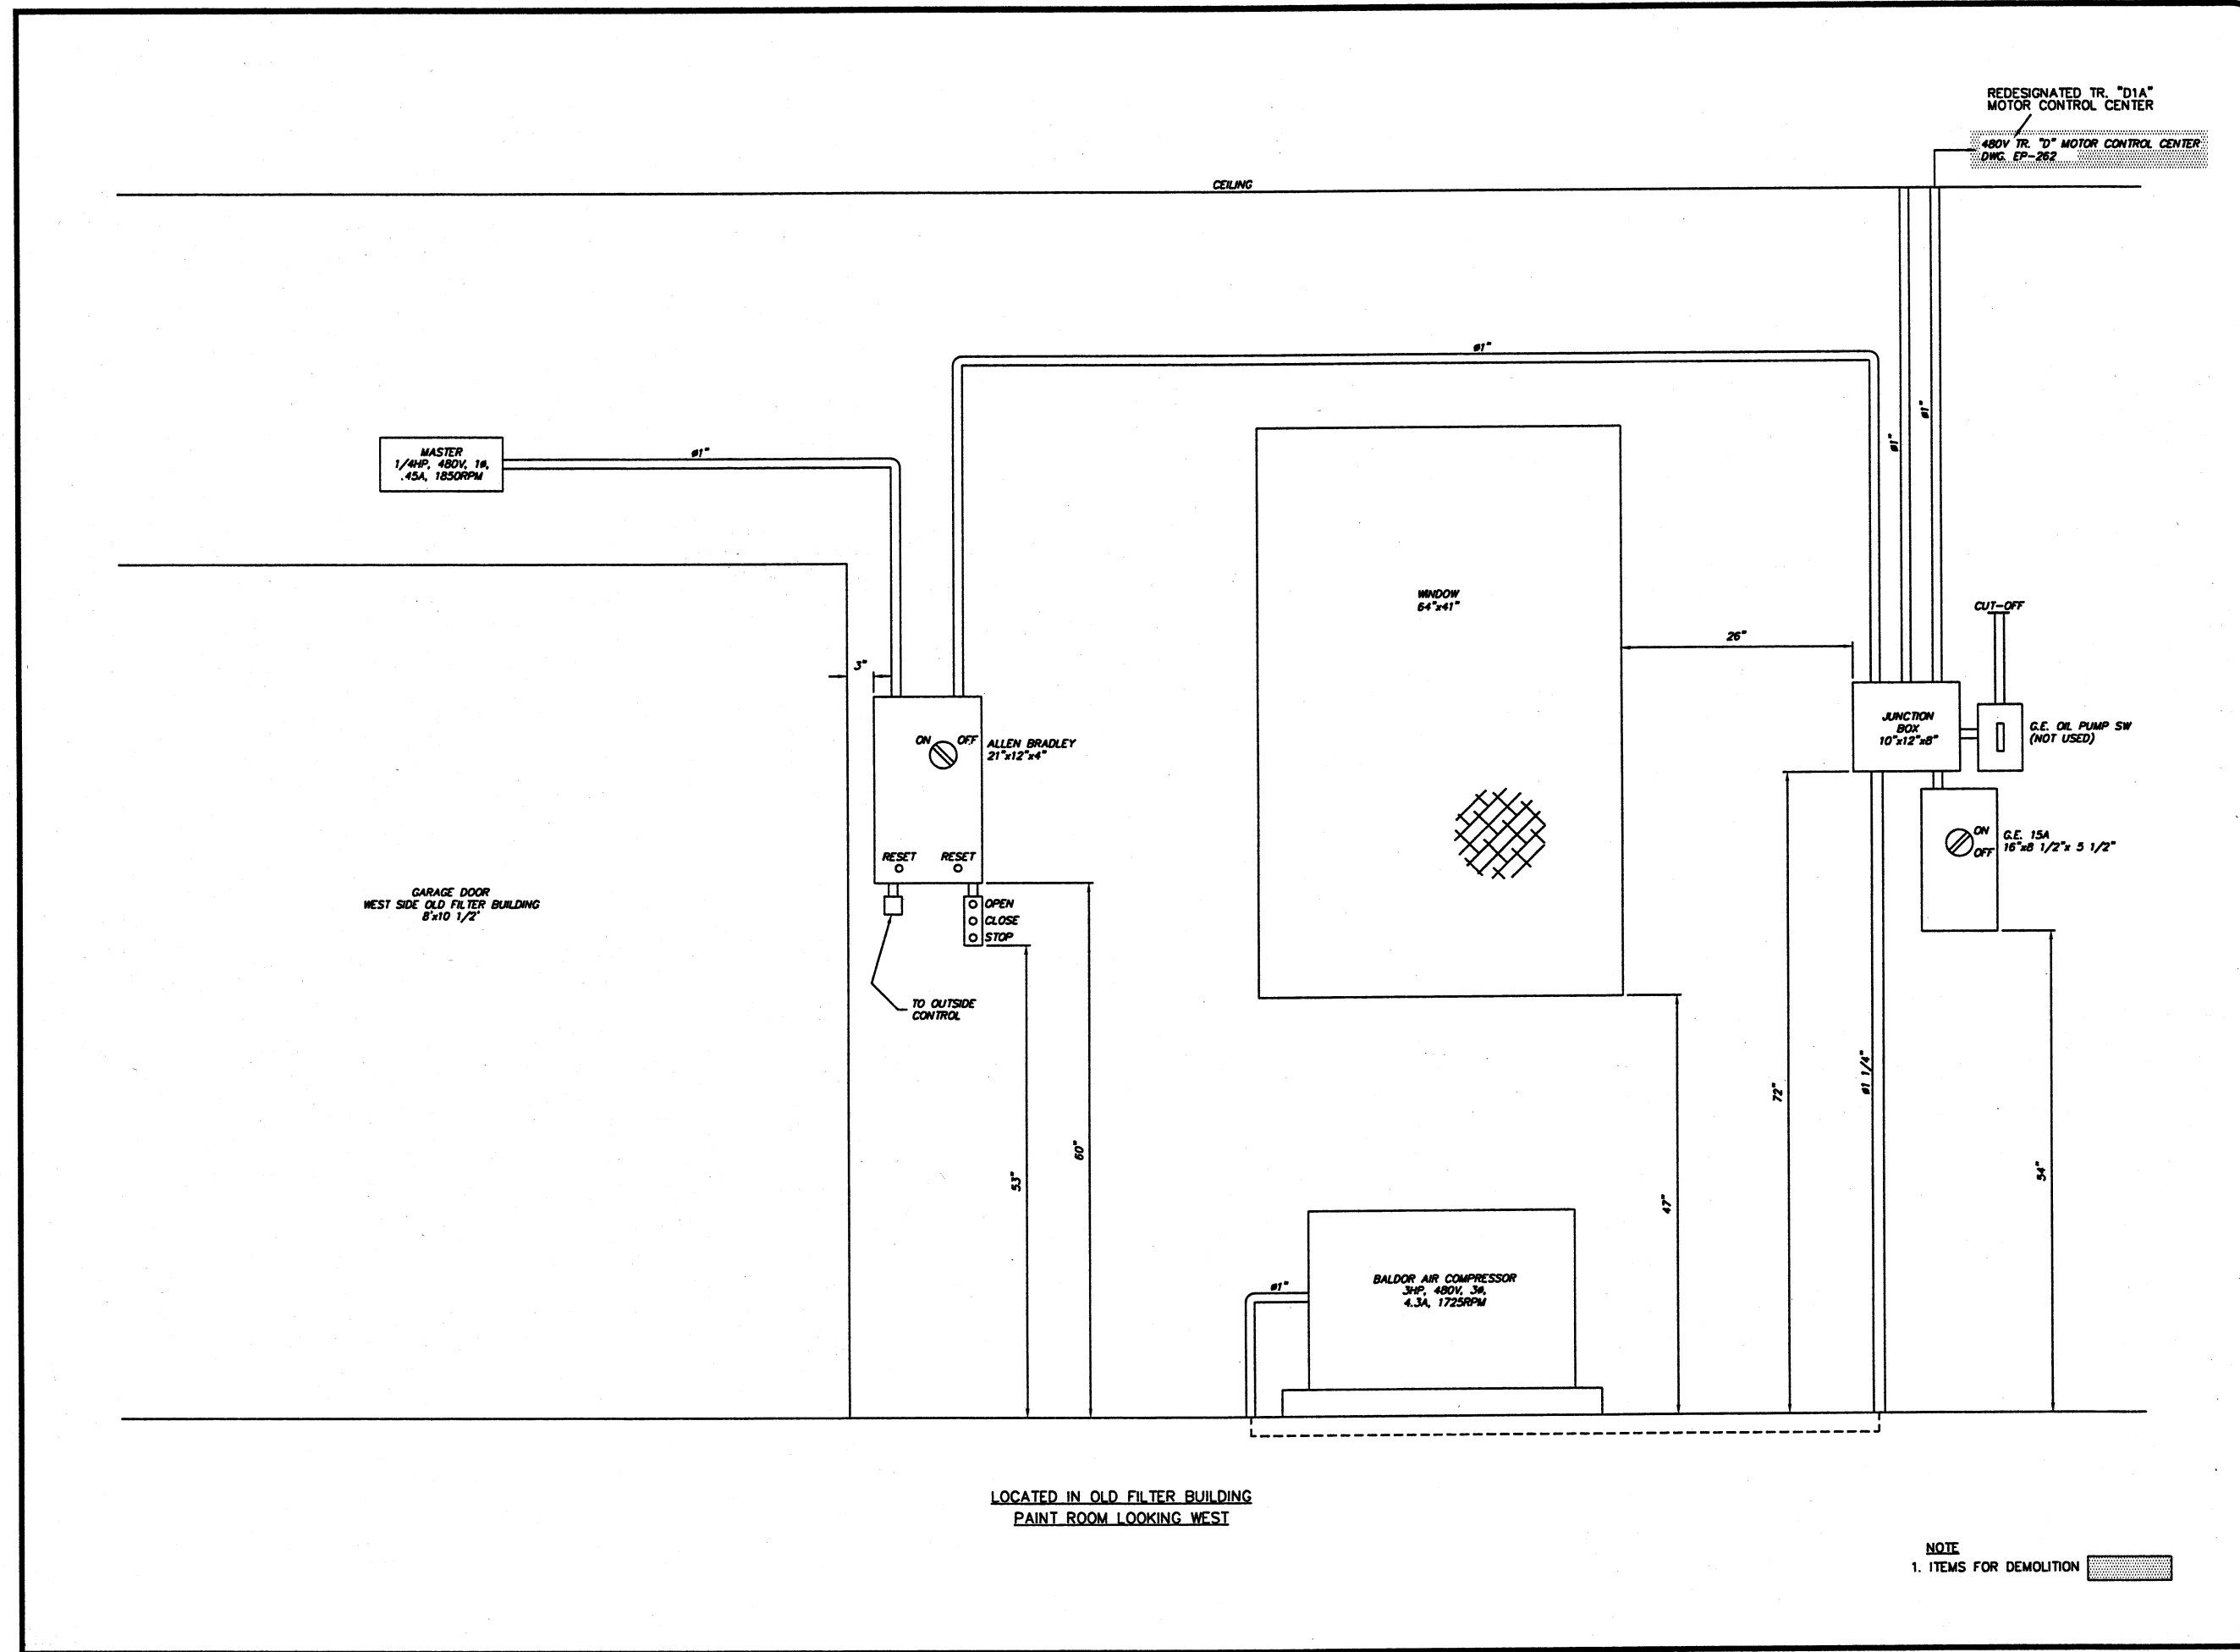 REDESIGNATED TR. "D1A"
MOTOR CONTROL CENTER
480V TR. "D" MOTOR CONTROL CENTER
DWG. EP-262
CEILING
ø1"
ø1"
ø1"
ø1"
MASTER
1/4HP, 480V, 1ø,
.45A, 1850RPM
WINDOW
64"x41"
CUT-OFF
26"
3"
JUNCTION
BOX
10"x12"x8"
G.E. OIL PUMP SW
(NOT USED)
ON OFF
ALLEN BRADLEY
21"x12"x4"
ON
OFF
G.E. 15A
16"x8 1/2"x 5 1/2"
RESET RESET
GARAGE DOOR
WEST SIDE OLD FILTER BUILDING
8'x10 1/2'
OPEN
CLOSE
STOP
TO OUTSIDE
CONTROL
53"
60"
47"
72"
ø1 1/4"
54"
ø1"
BALDOR AIR COMPRESSOR
3HP, 480V, 3ø,
4.3A, 1725RPM
LOCATED IN OLD FILTER BUILDING
PAINT ROOM LOOKING WEST
NOTE
1. ITEMS FOR DEMOLITION